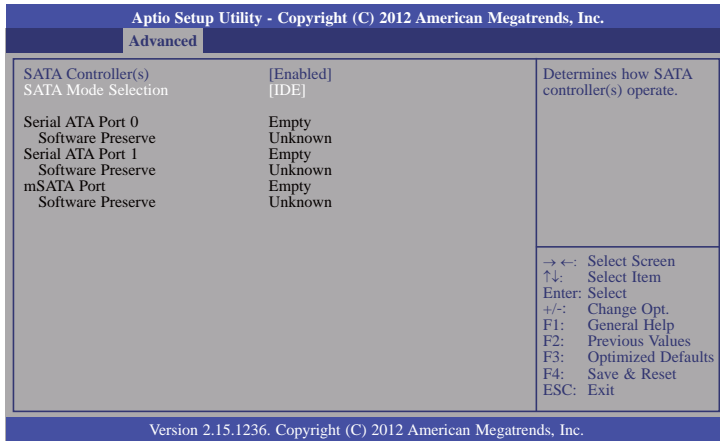 Aptio Setup Utility - Copyright (C) 2012 American Megatrends, Inc.
Advanced
SATA Controller(s) [Enabled]
SATA Mode Selection [IDE]
Serial ATA Port 0 Empty
Software Preserve Unknown
Serial ATA Port 1 Empty
Software Preserve Unknown
mSATA Port Empty
Software Preserve Unknown
Determines how SATA
controller(s) operate.
→ ←: Select Screen
↑↓: Select Item
Enter: Select
+/-: Change Opt.
F1: General Help
F2: Previous Values
F3: Optimized Defaults
F4: Save & Reset
ESC: Exit
Version 2.15.1236. Copyright (C) 2012 American Megatrends, Inc.